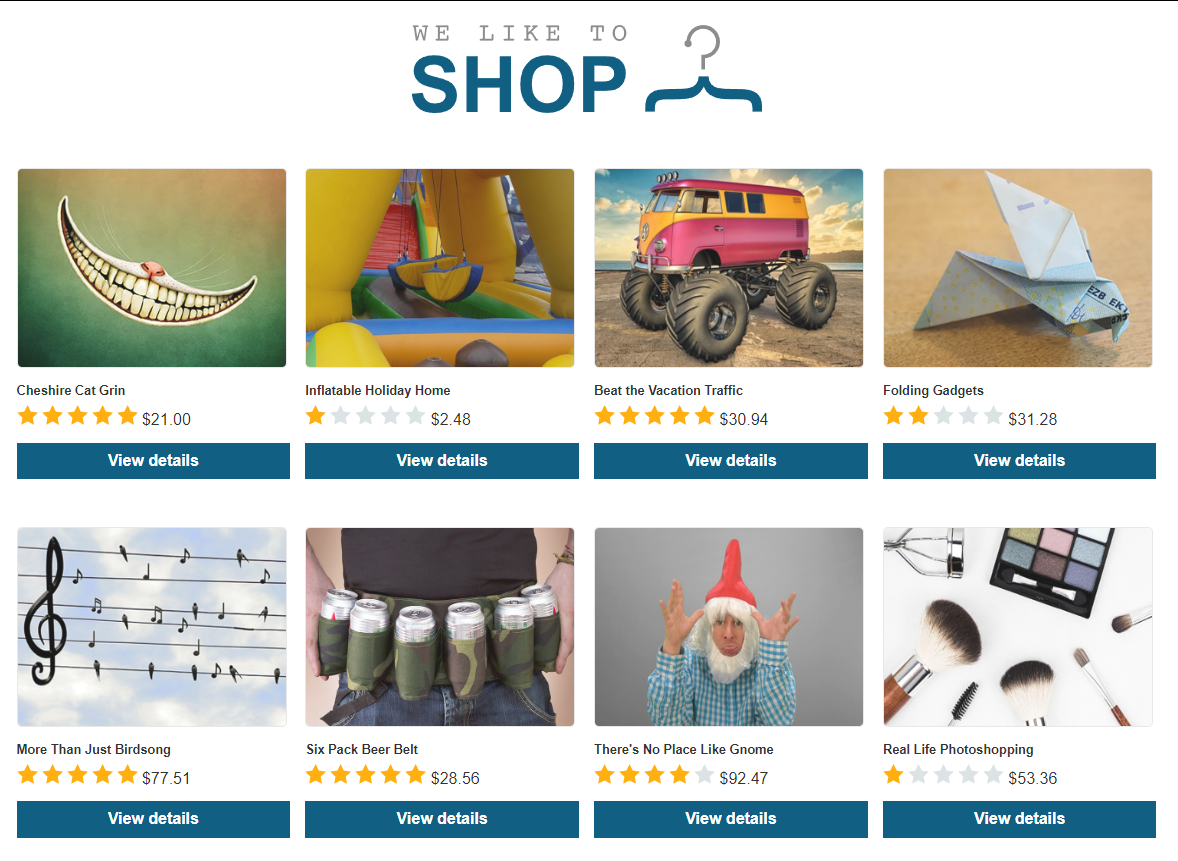 WE LIKE TO
SHOP
Cheshire Cat Grin
$21.00
View details
Inflatable Holiday Home
$2.48
View details
Beat the Vacation Traffic
$30.94
View details
Folding Gadgets
$31.28
View details
EZB EK
More Than Just Birdsong
$77.51
View details
Six Pack Beer Belt
$28.56
View details
There's No Place Like Gnome
$92.47
View details
Real Life Photoshopping
$53.36
View details